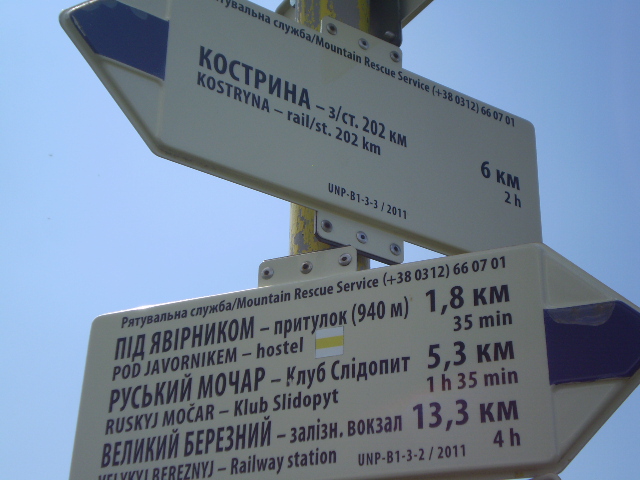 Рятувальна служба/Mountain Rescue Service (+38 0312) 66 07 01
КОСТРИНА – з/ст. 202 км
KOSTRYNA – rail/st. 202 km
6 км
2 h
UNP-B1-3-3 / 2011
Рятувальна служба/Mountain Rescue Service (+38 0312) 66 07 01
ПІД ЯВІРНИКОМ – притулок (940 м) 1,8 км
POD JAVORNIKEM – hostel 35 min
РУСЬКИЙ МОЧАР – Клуб Слідопит 5,3 км
RUSKYJ MOČAR – Klub Slidopyt 1 h 35 min
ВЕЛИКИЙ БЕРЕЗНИЙ – залізн. вокзал 13,3 км
VELYKYJ BEREZNYJ – Railway station UNP-B1-3-2 / 2011 4 h